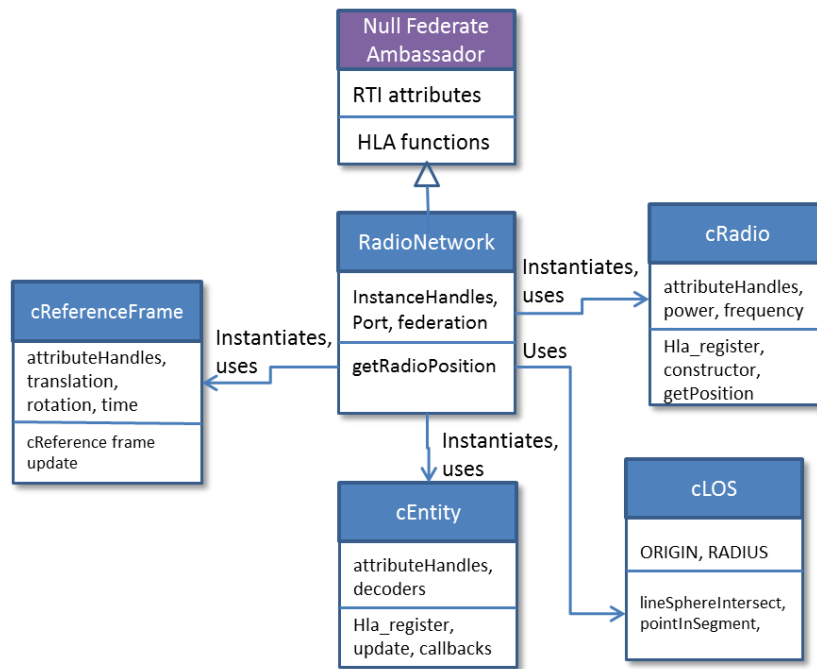 Null Federate
Ambassador
RTI attributes
HLA functions
RadioNetwork
InstanceHandles,
Port, federation
getRadioPosition
Instantiates,
uses
cRadio
attributeHandles,
power, frequency
Hla_register,
constructor,
getPosition
Instantiates,
uses
cReferenceFrame
attributeHandles,
translation,
rotation, time
cReference frame
update
Uses
Instantiates,
uses
cEntity
attributeHandles,
decoders
Hla_register,
update, callbacks
cLOS
ORIGIN, RADIUS
lineSphereIntersect,
pointInSegment,